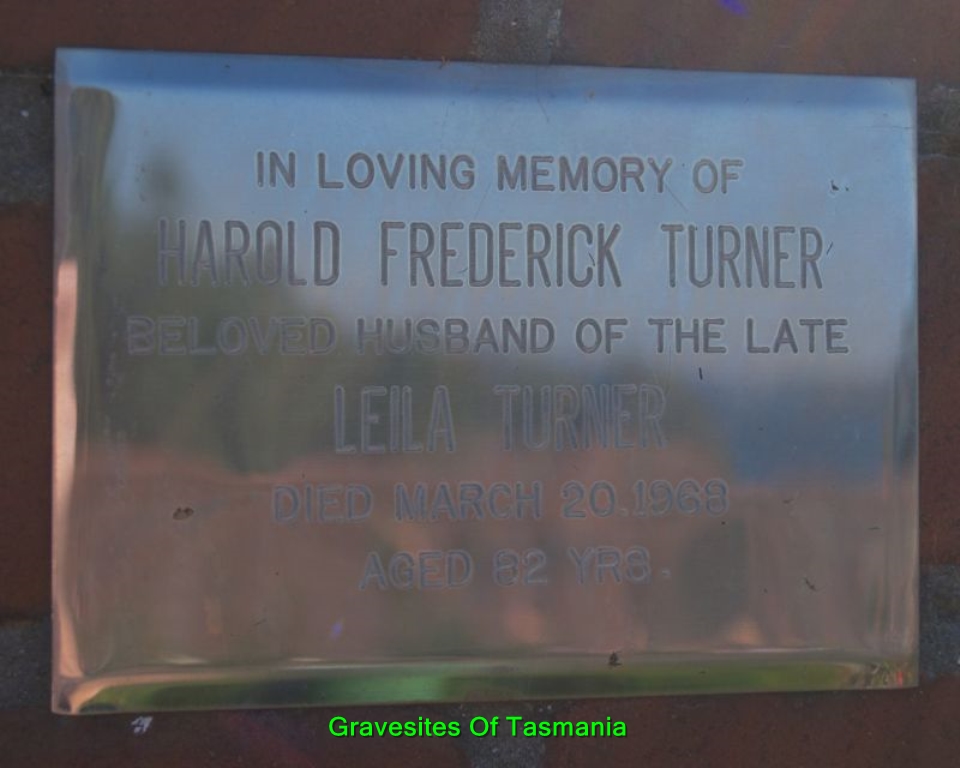 IN LOVING MEMORY OF
HAROLD FREDERICK TURNER
BELOVED HUSBAND OF THE LATE
LEILA TURNER
DIED MARCH 20.1968
AGED 82 YRS.
Gravesites Of Tasmania